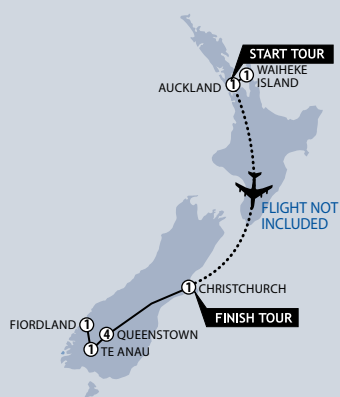 START TOUR
1
WAIHEKE
ISLAND
AUCKLAND
1
FLIGHT NOT
INCLUDED
1
CHRISTCHURCH
FINISH TOUR
FIORDLAND
1
4
QUEENSTOWN
1
TE ANAU